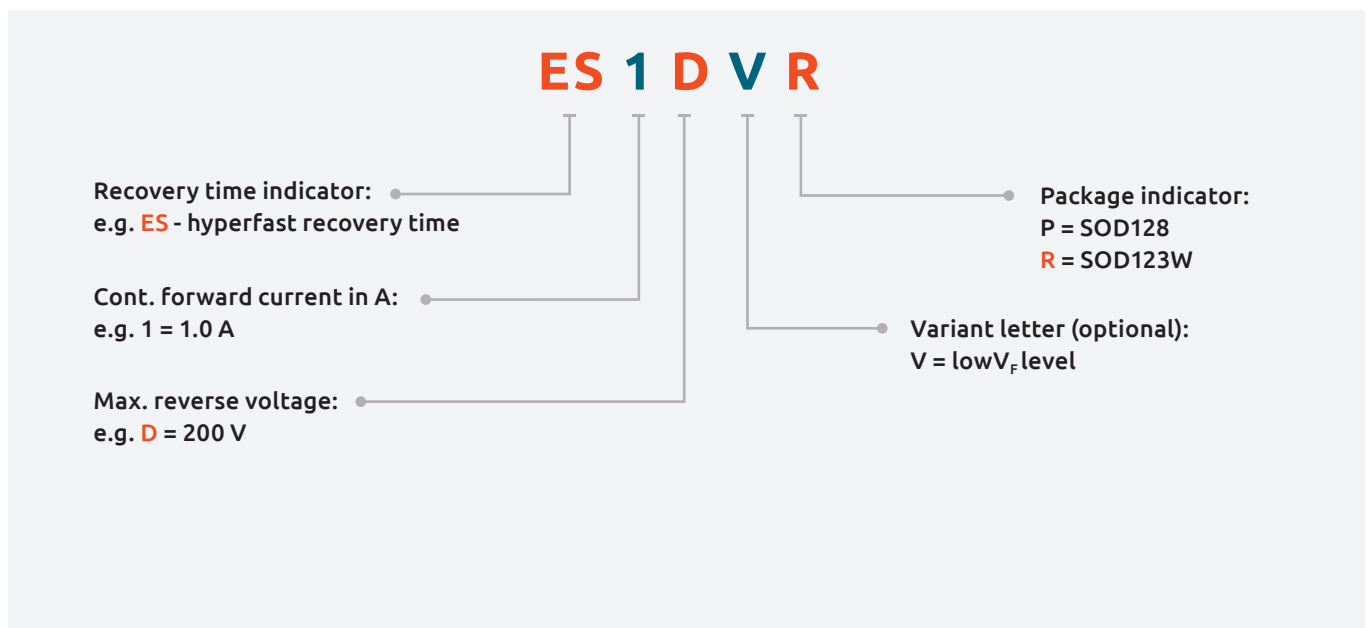 ES 1 D V R
Recovery time indicator:
e.g. ES - hyperfast recovery time
Cont. forward current in A:
e.g. 1 = 1.0 A
Max. reverse voltage:
e.g. D = 200 V
Package indicator:
P = SOD128
R = SOD123W
Variant letter (optional):
V = lowVF level